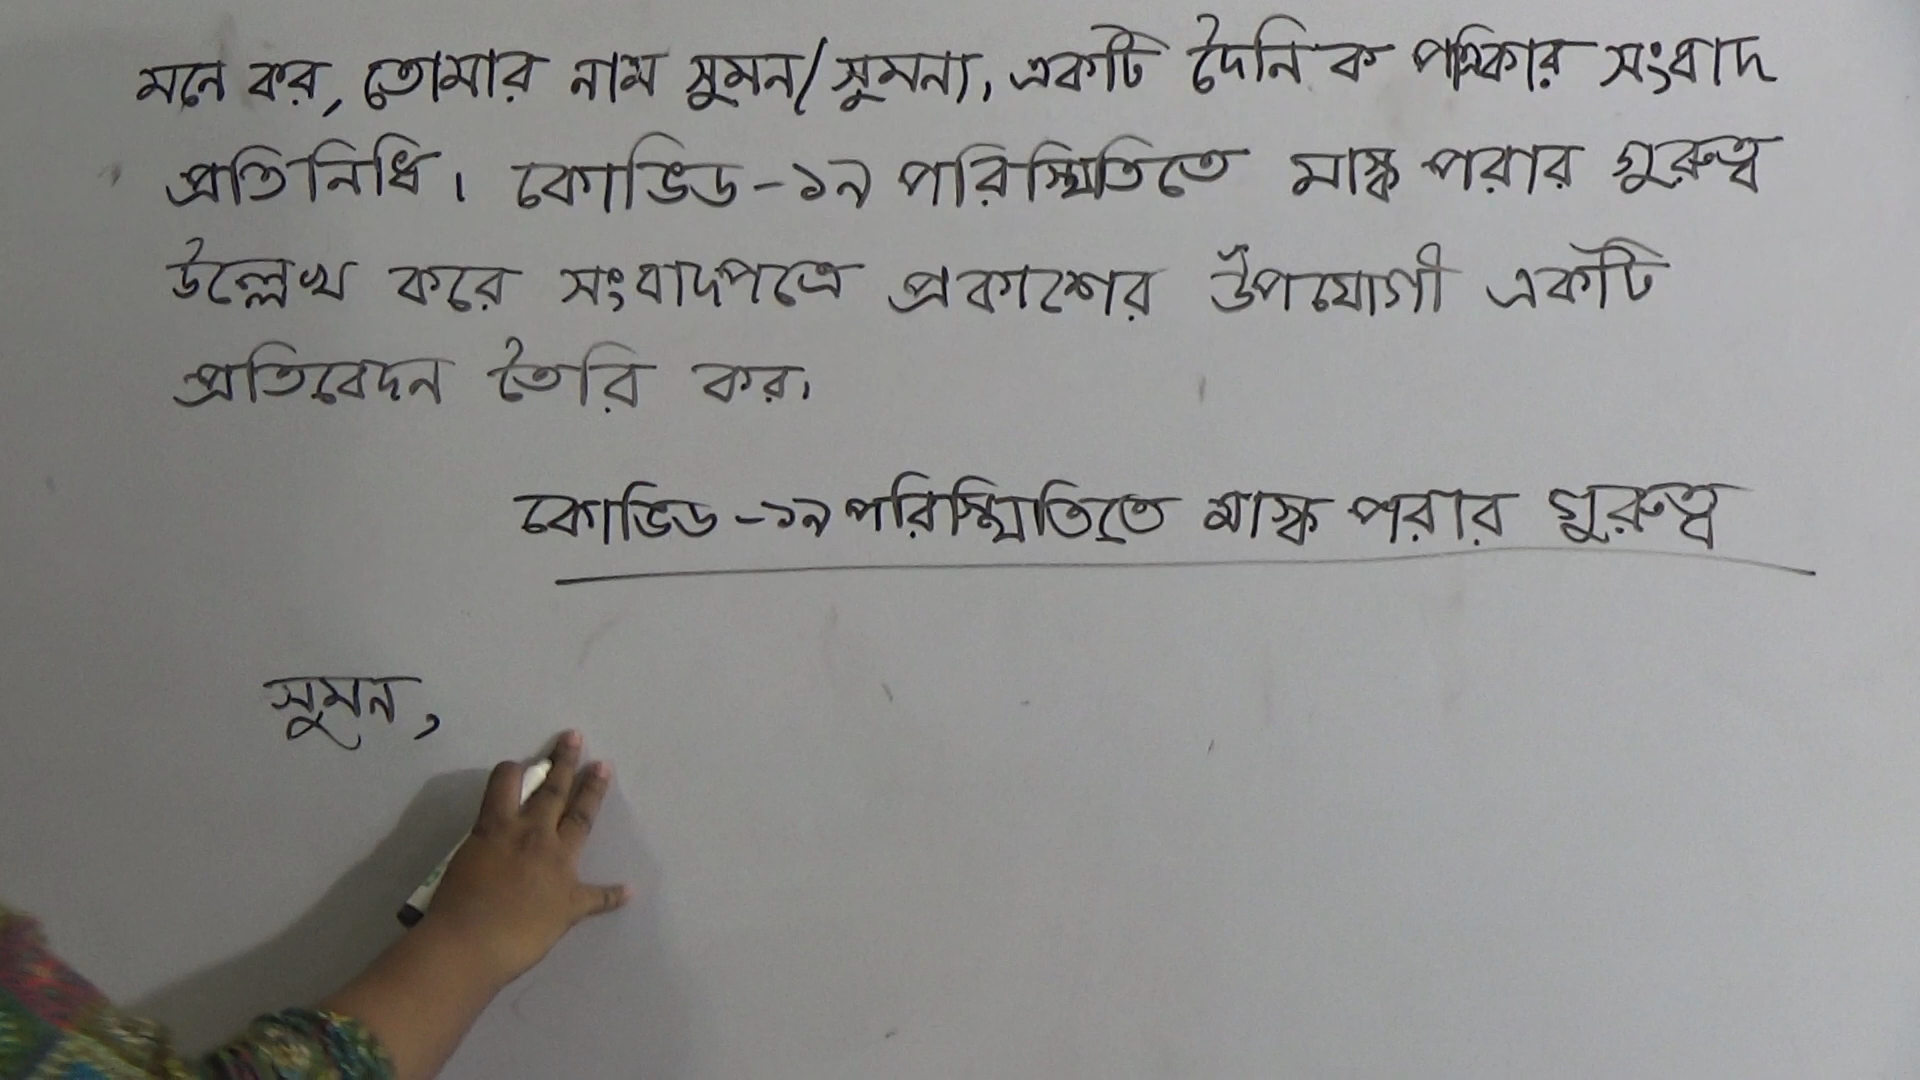 মনে কর, তোমার নাম সুমন/সুমনা, একটি দৈনিক পত্রিকার সংবাদ
প্রতিনিধি। কোভিড-১৯ পরিস্থিতিতে মাস্ক পরার গুরুত্ব
উল্লেখ করে সংবাদপত্রে প্রকাশের উপযোগী একটি
প্রতিবেদন তৈরি কর।
কোভিড-১৯ পরিস্থিতিতে মাস্ক পরার গুরুত্ব
সুমন,